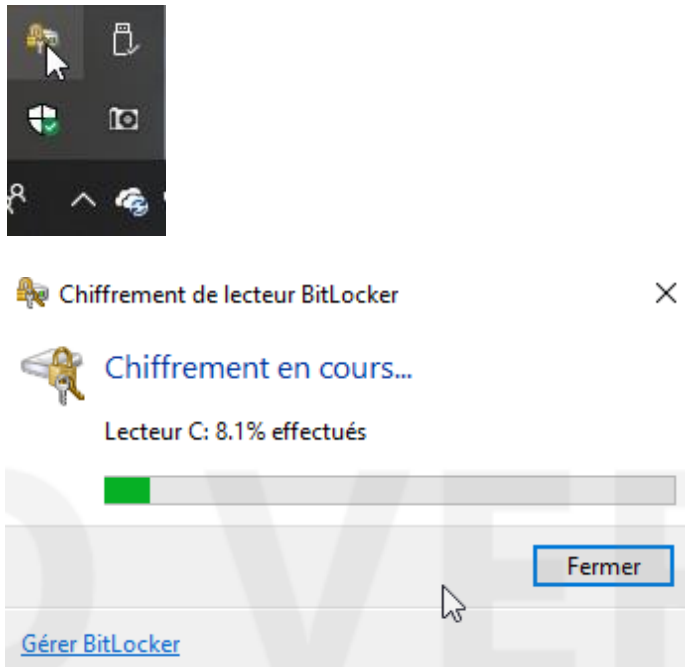 Chiffrement de lecteur BitLocker
Chiffrement en cours...
Lecteur C: 8.1% effectués
Fermer
Gérer BitLocker